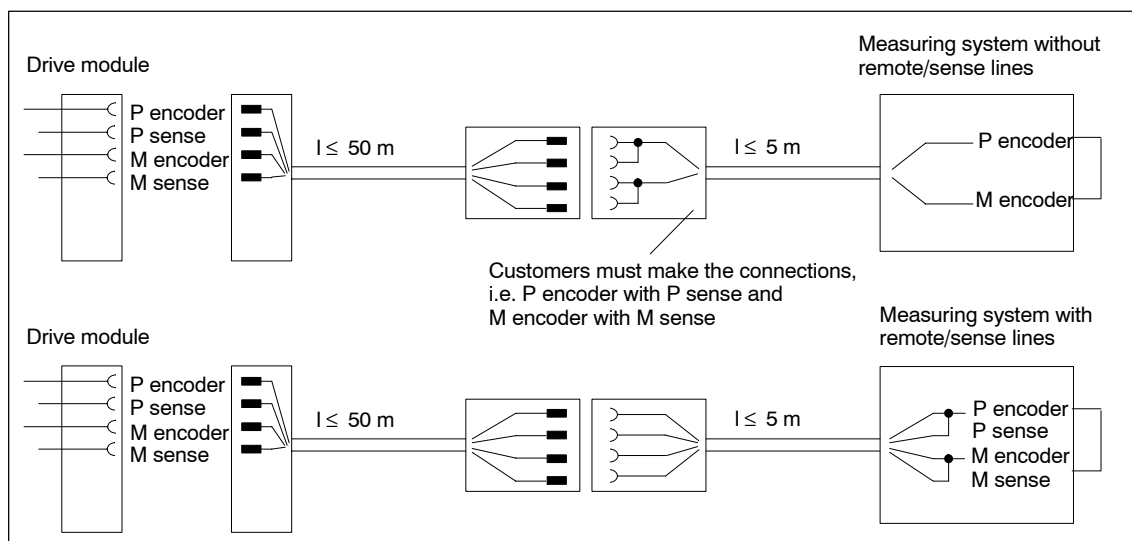 Drive module
Measuring system without
remote/sense lines
P encoder
P sense
M encoder
M sense
l ≤ 50 m
l ≤ 5 m
P encoder
M encoder
Customers must make the connections,
i.e. P encoder with P sense and
M encoder with M sense
Drive module
Measuring system with
remote/sense lines
P encoder
P sense
M encoder
M sense
l ≤ 50 m
l ≤ 5 m
P encoder
P sense
M encoder
M sense